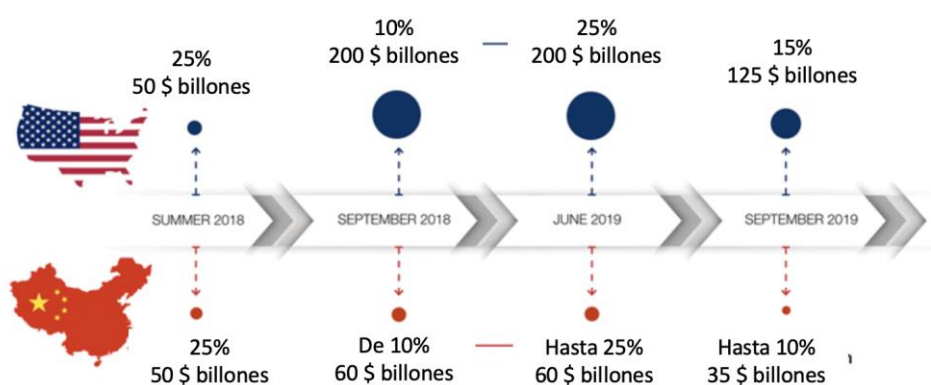 25%
50 $ billones
10%
200 $ billones
25%
200 $ billones
15%
125 $ billones
SUMMER 2018
SEPTEMBER 2018
JUNE 2019
SEPTEMBER 2019
25%
50 $ billones
De 10%
60 $ billones
Hasta 25%
60 $ billones
Hasta 10%
35 $ billones